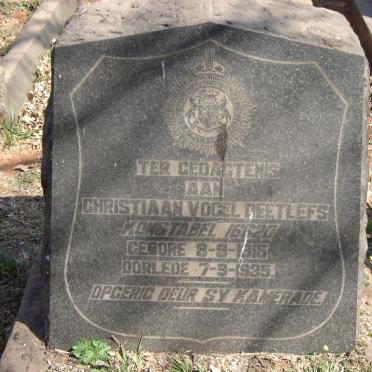 TER GEDAGTENIS
AAN
CHRISTIAAN VOGEL BEETLEFS
KONSTABEL
GEBORE 8-9-1915
OORLEDE 7-9-1935.
OPGERIG DEUR SY KAMERADE